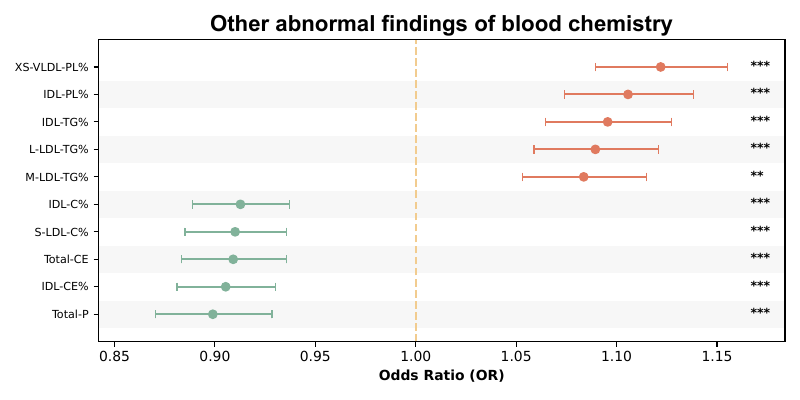 Other abnormal findings of blood chemistry
XS-VLDL-PL% ***
IDL-PL% ***
IDL-TG% ***
L-LDL-TG% ***
M-LDL-TG% **
IDL-C% ***
S-LDL-C% ***
Total-CE ***
IDL-CE% ***
Total-P ***
0.85 0.90 0.95 1.00 1.05 1.10 1.15
Odds Ratio (OR)